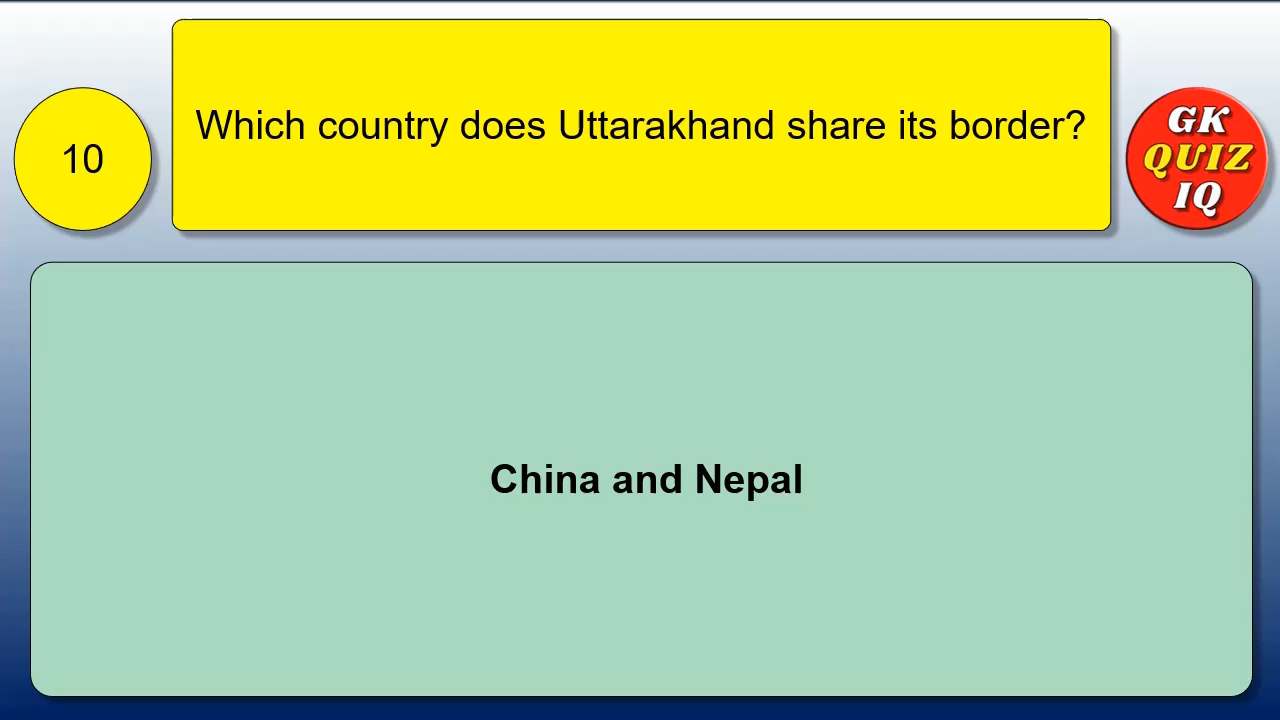 Which country does Uttarakhand share its border?
10
GK
QUIZ
IQ
China and Nepal